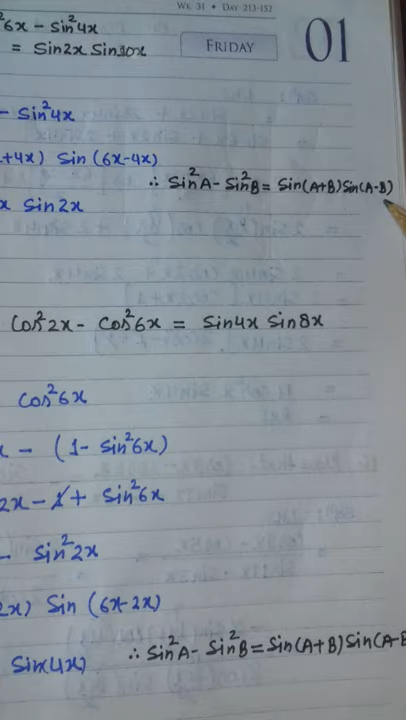 WK 31 • DAY 213-152
FRIDAY 01
²6x - Sin²4x
= Sin2x Sin10x
- Sin²4x
+4x) Sin (6x-4x)
∴ Sin²A - Sin²B = Sin(A+B) Sin(A-B)
x Sin2x
Cos²2x - Cos²6x = Sin4x Sin8x
Cos²6x
x - (1- Sin²6x)
2x - 1 + Sin²6x
- Sin²2x
2x) Sin (6x-2x)
∴ Sin²A - Sin²B = Sin(A+B) Sin(A-B
Sin(4x)